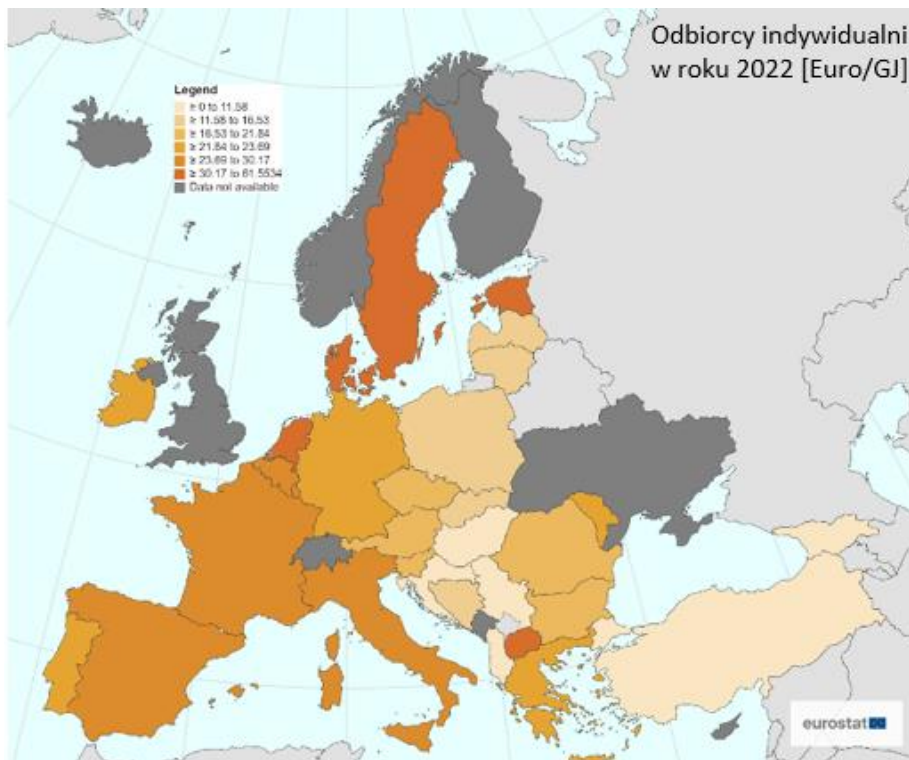 Odbiorcy indywidualni
w roku 2022 [Euro/GJ]
Legend
≥ 0 to 11.58
≥ 11.58 to 16.53
≥ 16.53 to 21.84
≥ 21.84 to 23.69
≥ 23.69 to 30.17
≥ 30.17 to 61.5534
Data not available
eurostat